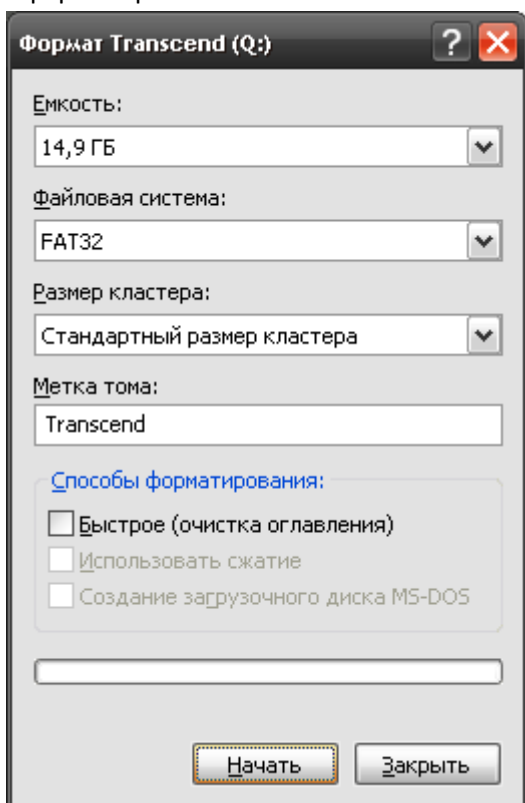 Формат Transcend (Q:)
Емкость:
14,9 ГБ
Файловая система:
FAT32
Размер кластера:
Стандартный размер кластера
Метка тома:
Transcend
Способы форматирования:
Быстрое (очистка оглавления)
Использовать сжатие
Создание загрузочного диска MS-DOS
Начать Закрыть